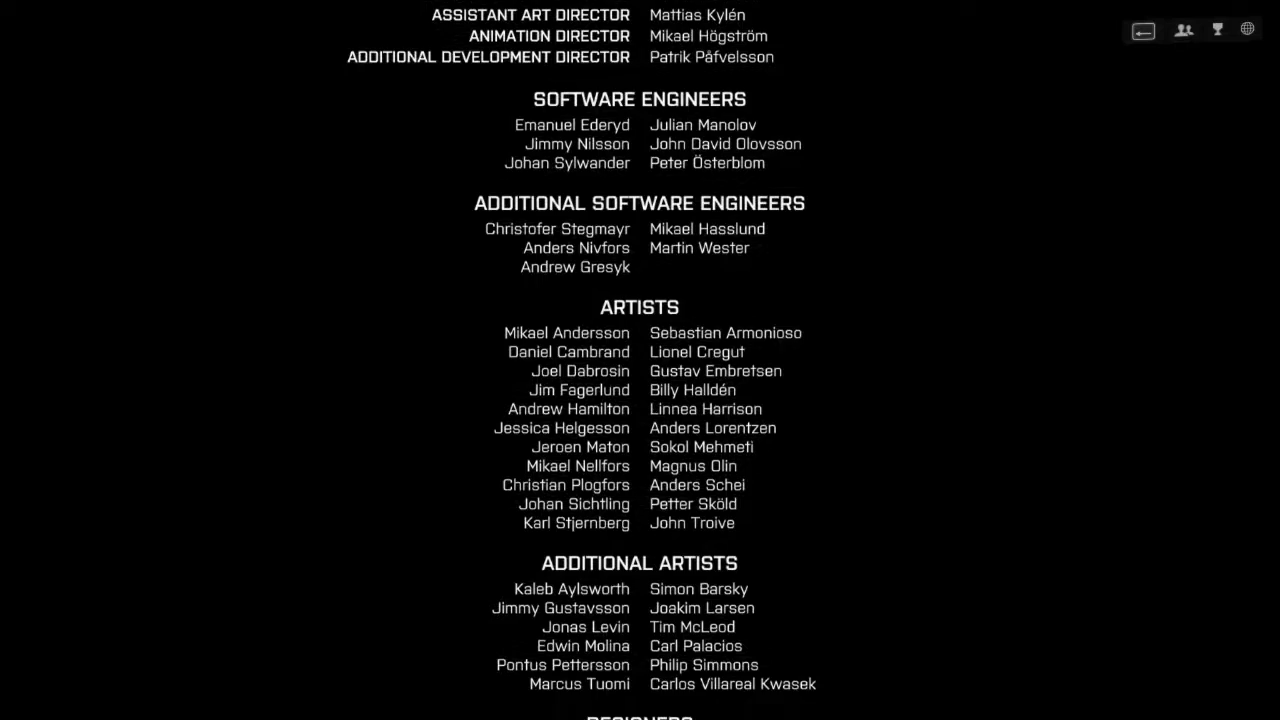 ASSISTANT ART DIRECTOR Mattias Kylén
ANIMATION DIRECTOR Mikael Högström
ADDITIONAL DEVELOPMENT DIRECTOR Patrik Påfvelsson
SOFTWARE ENGINEERS
Emanuel Ederyd Julian Manolov
Jimmy Nilsson John David Olovsson
Johan Sylwander Peter Österblom
ADDITIONAL SOFTWARE ENGINEERS
Christofer Stegmayr Mikael Hasslund
Anders Nivfors Martin Wester
Andrew Gresyk
ARTISTS
Mikael Andersson Sebastian Armonioso
Daniel Cambrand Lionel Cregut
Joel Dabrosin Gustav Embretsen
Jim Fagerlund Billy Halldén
Andrew Hamilton Linnea Harrison
Jessica Helgesson Anders Lorentzen
Jeroen Maton Sokol Mehmeti
Mikael Nellfors Magnus Olin
Christian Plogfors Anders Schei
Johan Sichtling Petter Sköld
Karl Stjernberg John Troive
ADDITIONAL ARTISTS
Kaleb Aylsworth Simon Barsky
Jimmy Gustavsson Joakim Larsen
Jonas Levin Tim McLeod
Edwin Molina Carl Palacios
Pontus Pettersson Philip Simmons
Marcus Tuomi Carlos Villareal Kwasek
DESIGNERS